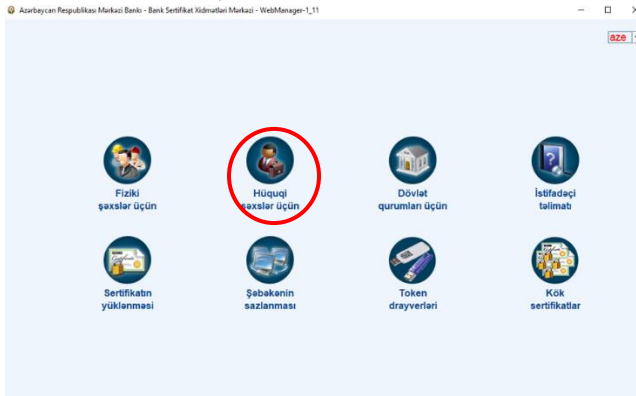 Azərbaycan Respublikası Mərkəzi Bankı - Bank Sertifikat Xidmətləri Mərkəzi - WebManager-1_11
aze
Fiziki
şəxslər üçün
Hüquqi
şəxslər üçün
Dövlət
qurumları üçün
İstifadəçi
təlimatı
Sertifikatın
yüklənməsi
Şəbəkənin
sazlanması
Token
drayverləri
Kök
sertifikatlar